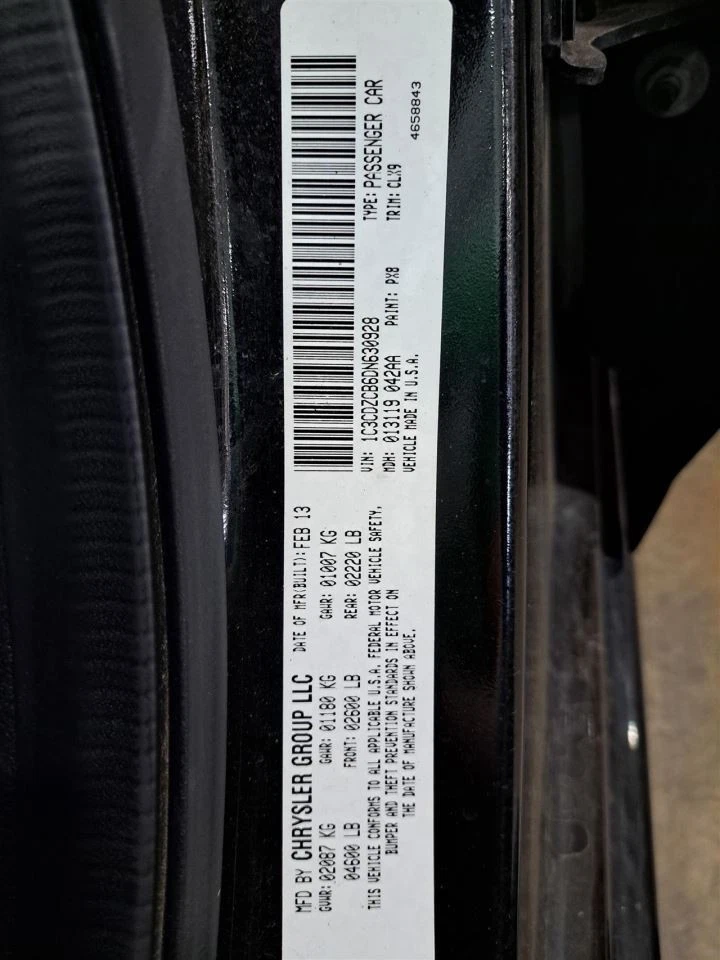 MFD BY CHRYSLER GROUP LLC DATE OF MFR(BUILT): FEB 13
GVWR: 02087 KG GAWR: 01180 KG GAWR: 01007 KG
04600 LB FRONT: 02600 LB REAR: 02220 LB
THIS VEHICLE CONFORMS TO ALL APPLICABLE U.S.A. FEDERAL MOTOR VEHICLE SAFETY,
BUMPER AND THEFT PREVENTION STANDARDS IN EFFECT ON
THE DATE OF MANUFACTURE SHOWN ABOVE.
VIN: 1C3CDZCB6DN630928 TYPE: PASSENGER CAR
MDH: 013119 042AA PAINT: PX8 TRIM: CLX9
VEHICLE MADE IN U.S.A.
4658843